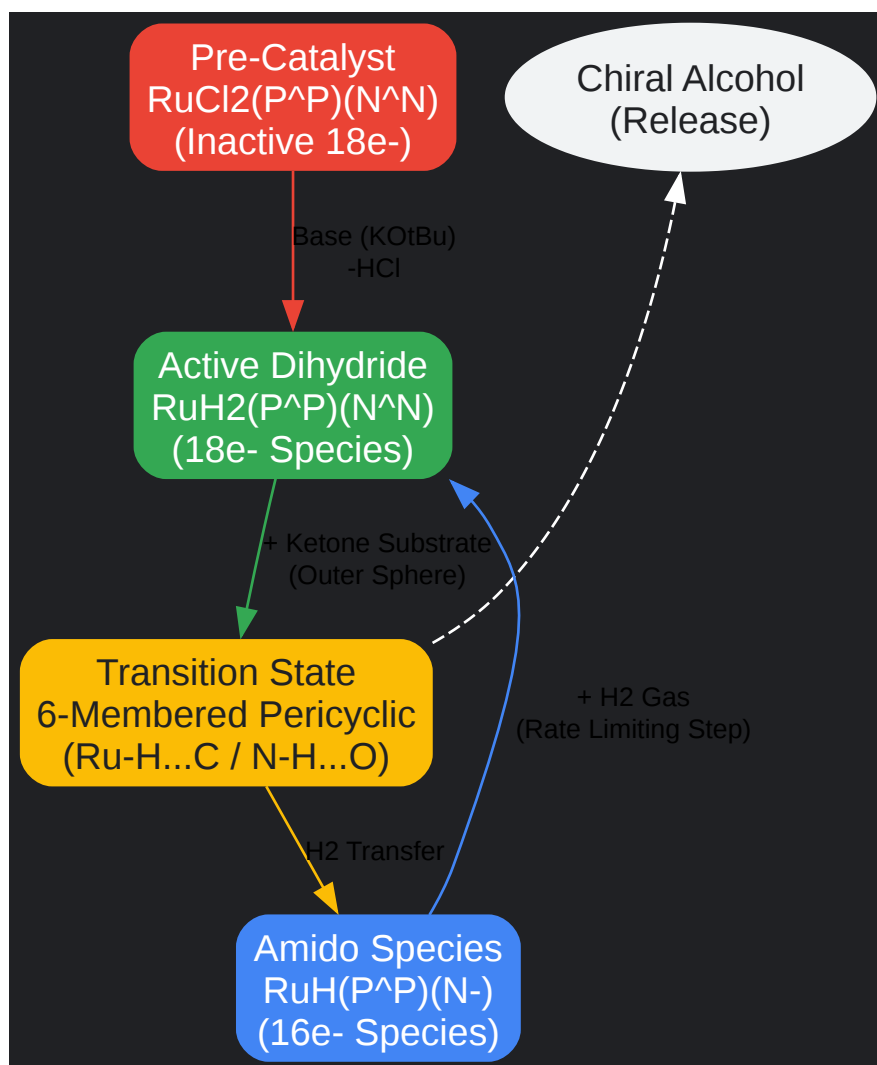 Pre-Catalyst
RuCl2(P^P)(N^N)
(Inactive 18e-)
Chiral Alcohol
(Release)
Base (KOtBu)
-HCl
Active Dihydride
RuH2(P^P)(N^N)
(18e- Species)
+ Ketone Substrate
(Outer Sphere)
Transition State
6-Membered Pericyclic
(Ru-H...C / N-H...O)
+ H2 Gas
(Rate Limiting Step)
H2 Transfer
Amido Species
RuH(P^P)(N-)
(16e- Species)